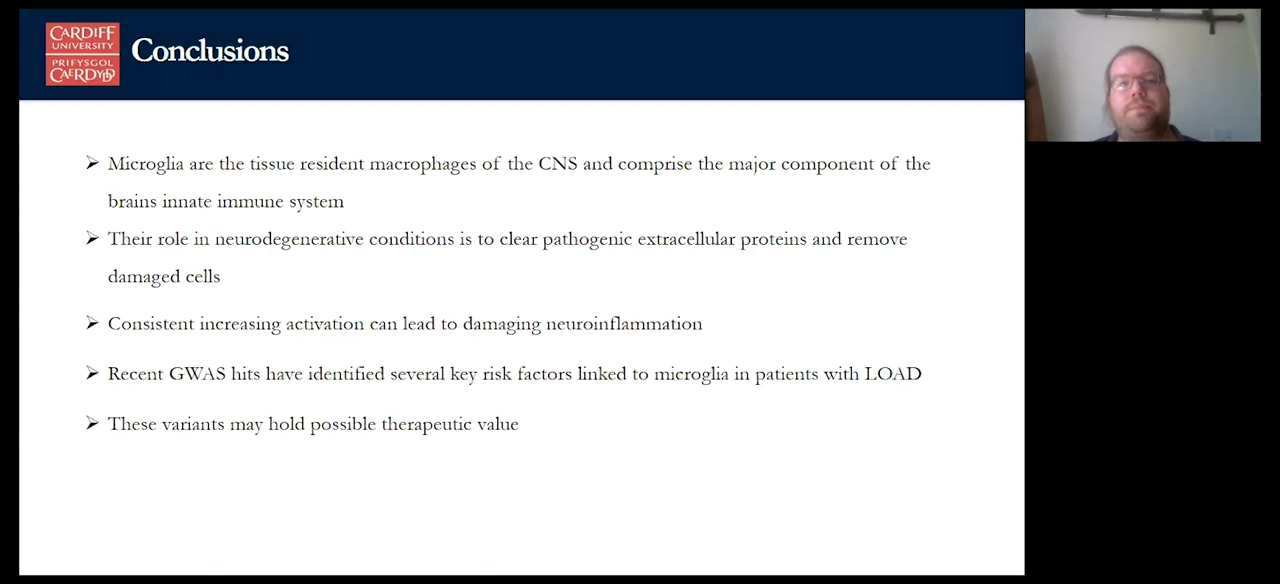 CARDIFF
UNIVERSITY
PRIFYSGOL
CAERDYDD
Conclusions
➢ Microglia are the tissue resident macrophages of the CNS and comprise the major component of the
brains innate immune system
➢ Their role in neurodegenerative conditions is to clear pathogenic extracellular proteins and remove
damaged cells
➢ Consistent increasing activation can lead to damaging neuroinflammation
➢ Recent GWAS hits have identified several key risk factors linked to microglia in patients with LOAD
➢ These variants may hold possible therapeutic value